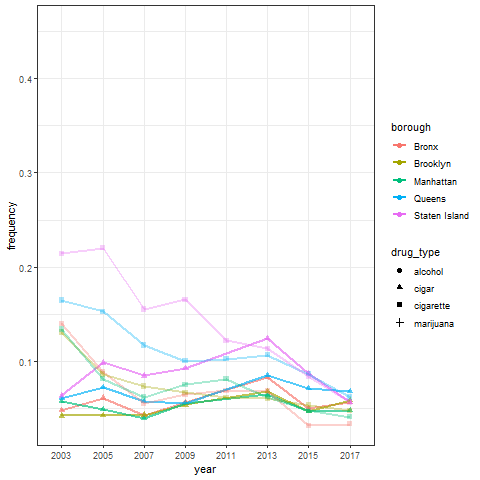 0.4
0.3
0.2
0.1
frequency
2003 2005 2007 2009 2011 2013 2015 2017
year
borough
Bronx
Brooklyn
Manhattan
Queens
Staten Island
drug_type
alcohol
cigar
cigarette
marijuana